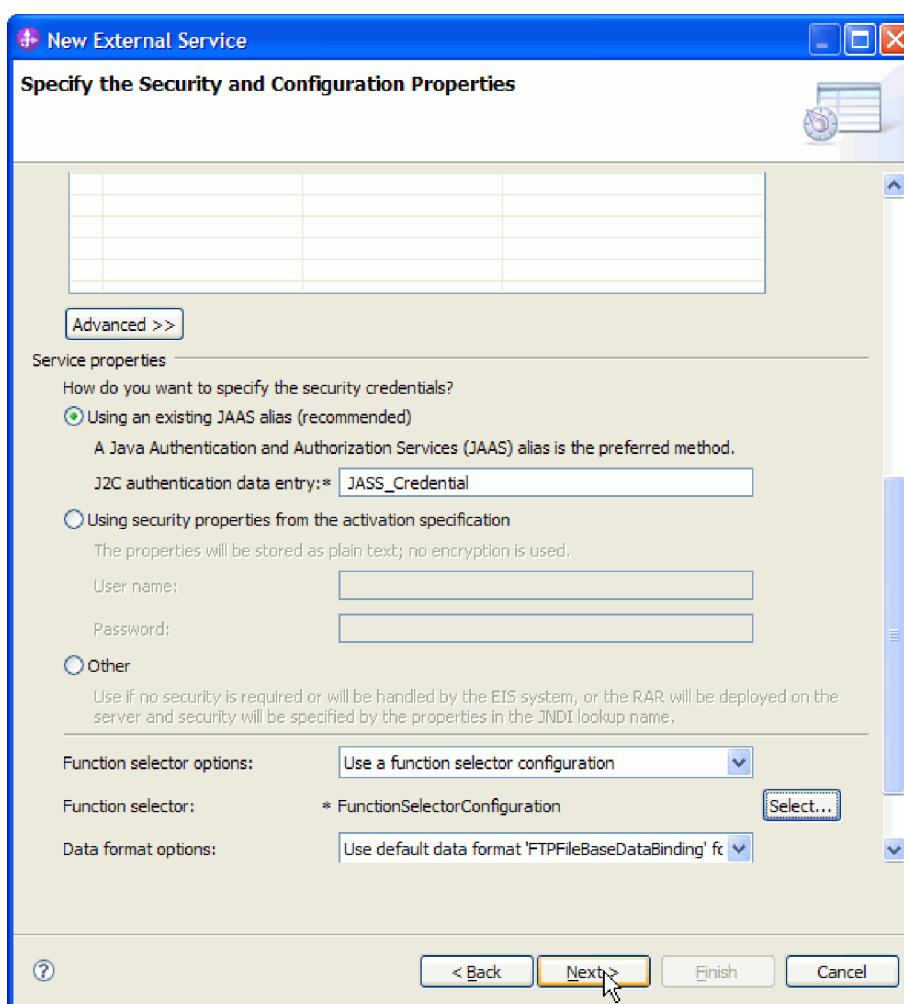 New External Service
Specify the Security and Configuration Properties
Advanced >>
Service properties
How do you want to specify the security credentials?
Using an existing JAAS alias (recommended)
A Java Authentication and Authorization Services (JAAS) alias is the preferred method.
J2C authentication data entry:* JASS_Credential
Using security properties from the activation specification
The properties will be stored as plain text; no encryption is used.
User name:
Password:
Other
Use if no security is required or will be handled by the EIS system, or the RAR will be deployed on the
server and security will be specified by the properties in the JNDI lookup name.
Function selector options: Use a function selector configuration
Function selector: * FunctionSelectorConfiguration Select...
Data format options: Use default data format 'FTPFileBaseDataBinding' fo
? < Back Next > Finish Cancel